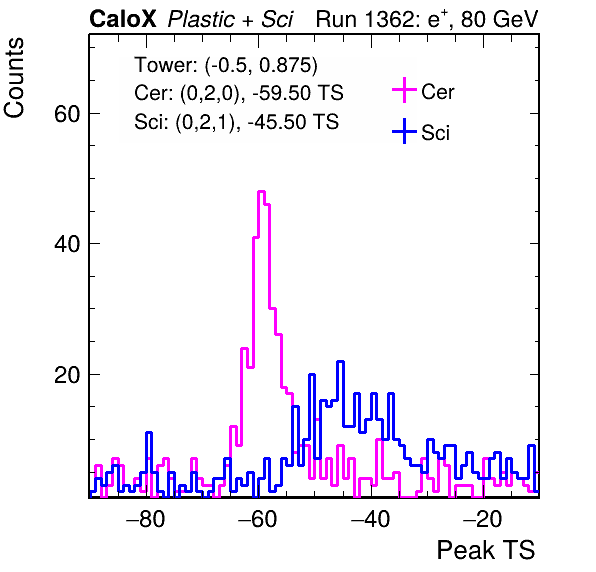 CaloX Plastic + Sci Run 1362: e⁺, 80 GeV
Counts
Tower: (-0.5, 0.875)
Cer: (0,2,0), -59.50 TS
Sci: (0,2,1), -45.50 TS
Cer
Sci
60
40
20
−80 −60 −40 −20
Peak TS